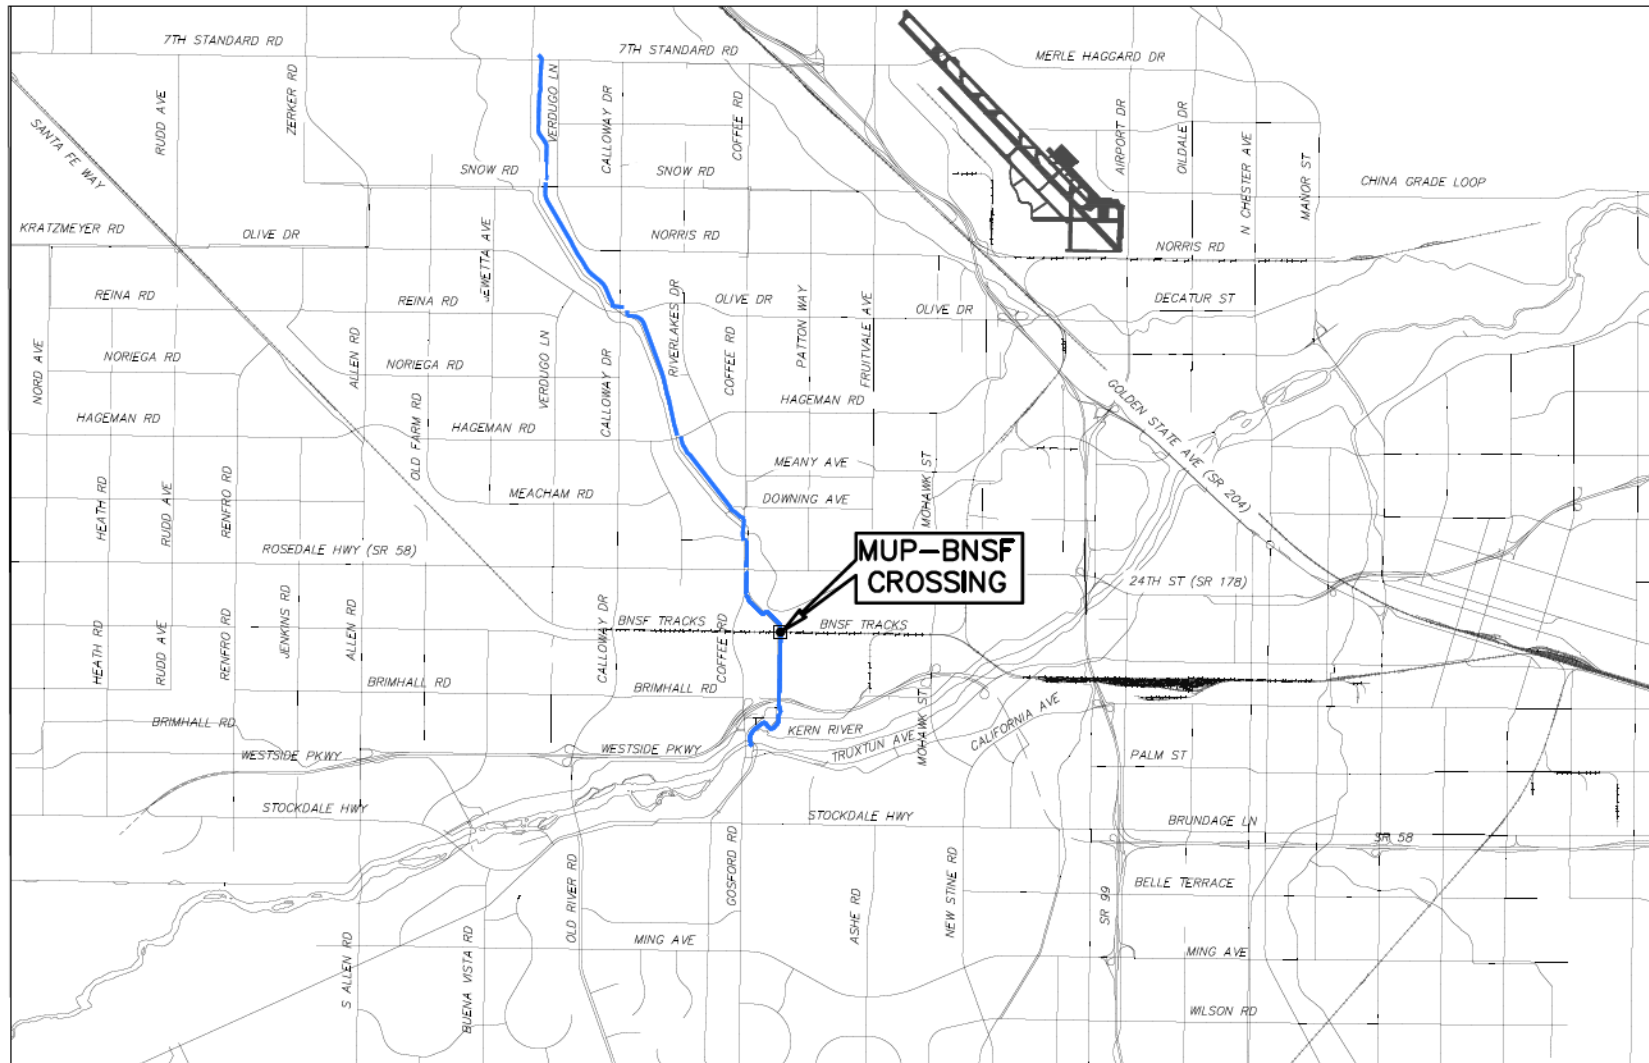 7TH STANDARD RD
7TH STANDARD RD
MERLE HAGGARD DR
RUDD AVE
ZERKER RD
VERDUGO LN
CALLOWAY DR
COFFEE RD
AIRPORT DR
OILDALE DR
N CHESTER AVE
MANOR ST
SANTA FE WAY
SNOW RD
SNOW RD
CHINA GRADE LOOP
KRATZMEYER RD
OLIVE DR
JEWETTA AVE
NORRIS RD
NORRIS RD
REINA RD
REINA RD
RIVERLAKES DR
OLIVE DR
PATTON WAY
FRUITVALE AVE
OLIVE DR
DECATUR ST
NORD AVE
NORIEGA RD
ALLEN RD
NORIEGA RD
VERDUGO LN
CALLOWAY DR
COFFEE RD
GOLDEN STATE AVE (SR 204)
HAGEMAN RD
OLD FARM RD
HAGEMAN RD
HAGEMAN RD
MEANY AVE
MOHAWK ST
HEATH RD
RUDD AVE
RENFRO RD
MEACHAM RD
DOWNING AVE
ROSEDALE HWY (SR 58)
MUP-BNSF
CROSSING
24TH ST (SR 178)
HEATH RD
RUDD AVE
RENFRO RD
JENKINS RD
ALLEN RD
CALLOWAY DR
BNSF TRACKS
COFFEE RD
BNSF TRACKS
BRIMHALL RD
BRIMHALL RD
MOHAWK ST
BRIMHALL RD
KERN RIVER
TRUXTUN AVE
CALIFORNIA AVE
WESTSIDE PKWY
WESTSIDE PKWY
PALM ST
STOCKDALE HWY
STOCKDALE HWY
BRUNDAGE LN
SR 58
OLD RIVER RD
GOSFORD RD
ASHE RD
NEW STINE RD
SR 99
BELLE TERRACE
S ALLEN RD
BUENA VISTA RD
MING AVE
MING AVE
WILSON RD